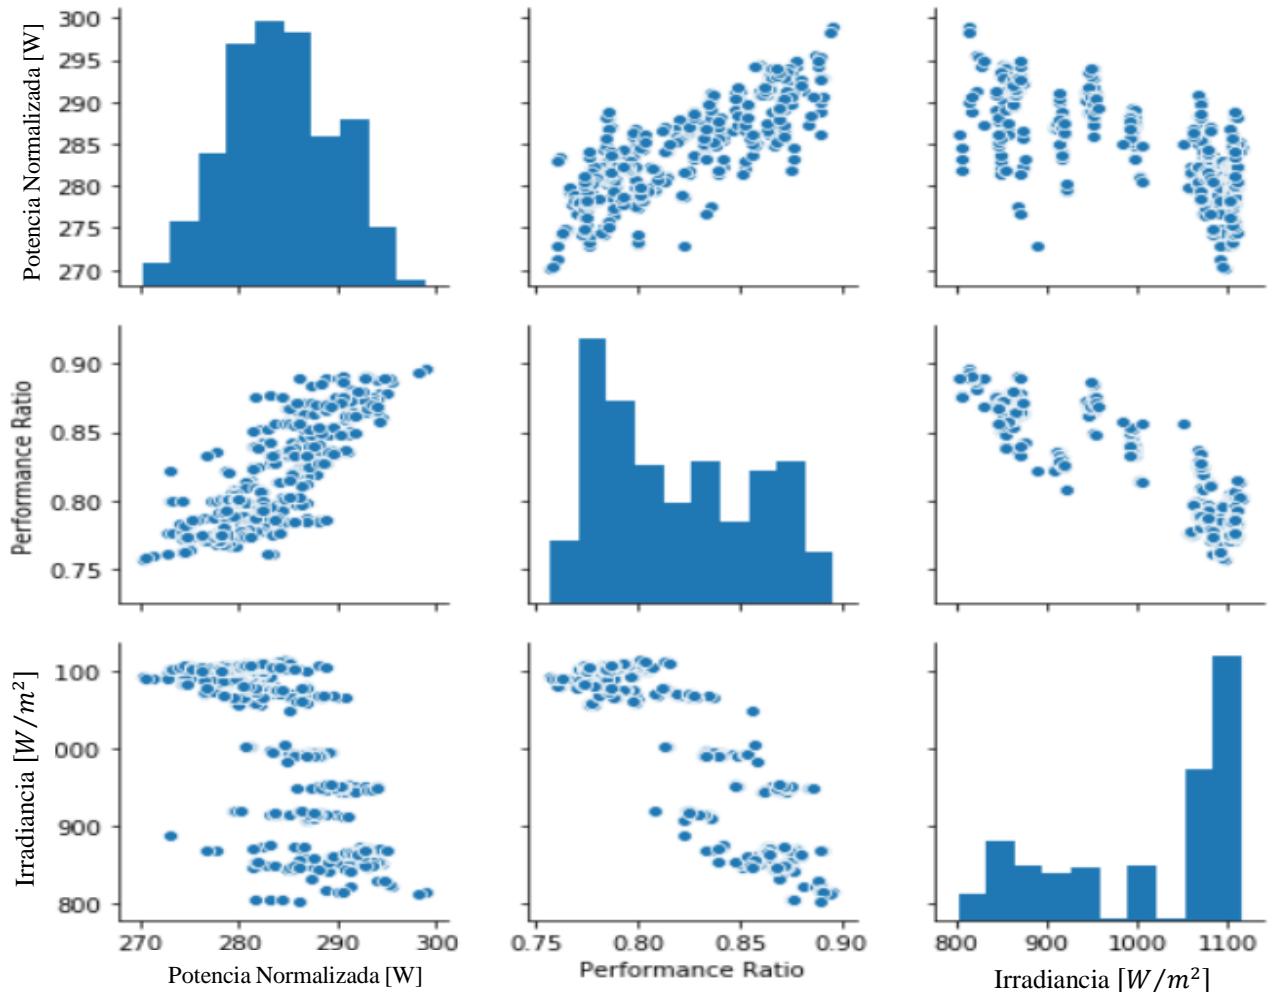 Potencia Normalizada [W]
300
295
290
285
280
275
270
Performance Ratio
0.90
0.85
0.80
0.75
Irradiancia [W/m²]
100
000
900
800
270 280 290 300
0.75 0.80 0.85 0.90
800 900 1000 1100
Potencia Normalizada [W]
Performance Ratio
Irradiancia [W/m²]